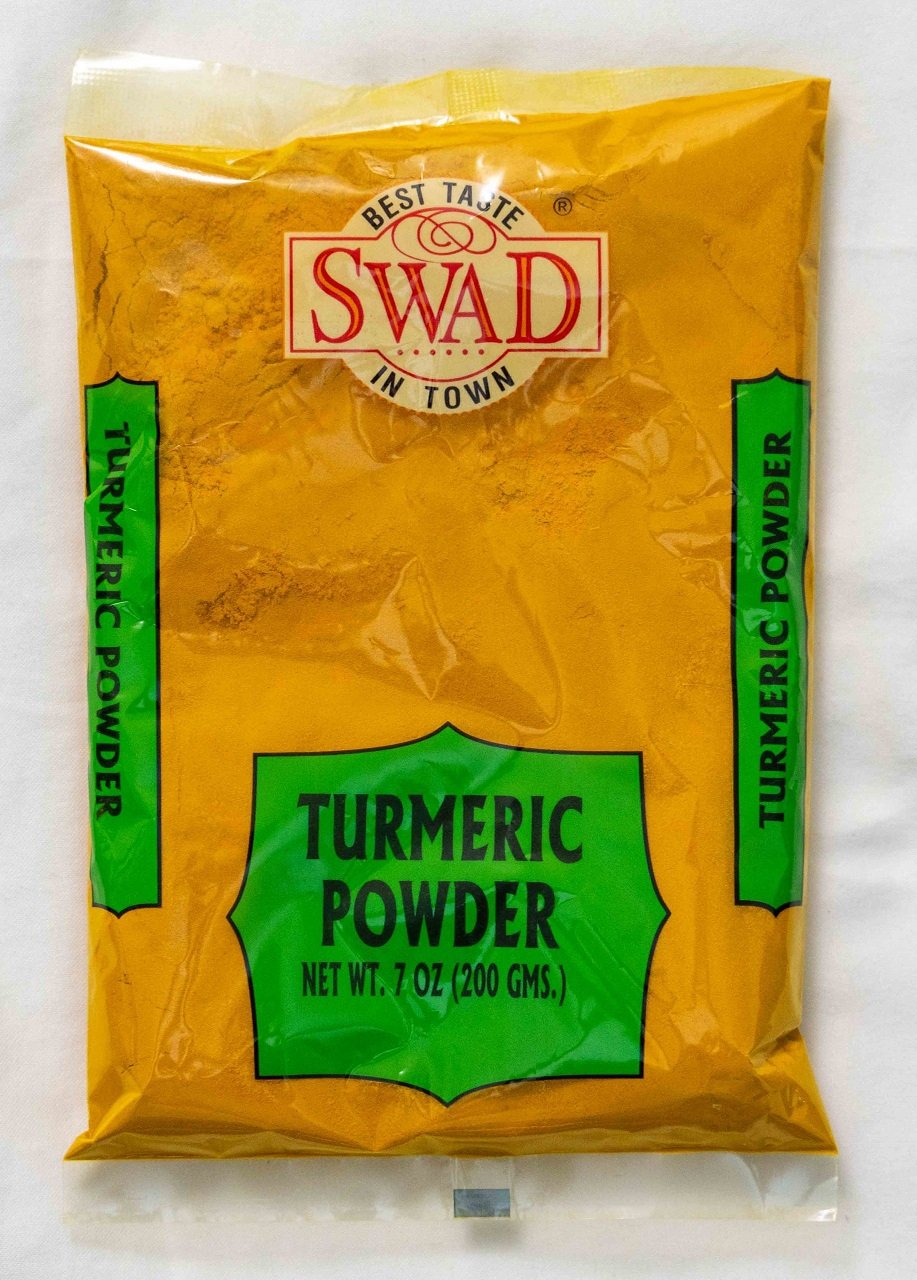 BEST TASTE
®
SWAD
IN TOWN
TURMERIC POWDER
TURMERIC POWDER
TURMERIC
POWDER
NET WT. 7 OZ (200 GMS.)